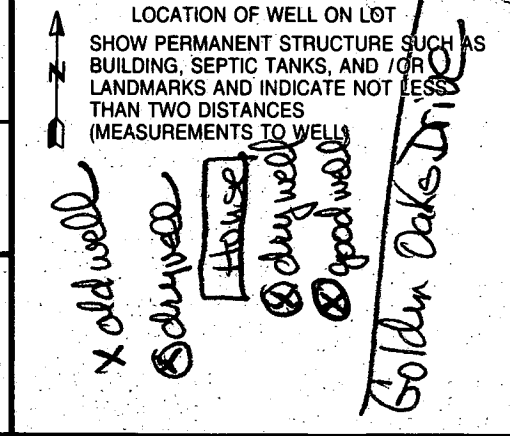 LOCATION OF WELL ON LOT
SHOW PERMANENT STRUCTURE SUCH AS
BUILDING, SEPTIC TANKS, AND /OR
LANDMARKS AND INDICATE NOT LESS
THAN TWO DISTANCES
(MEASUREMENTS TO WELL)
N
X old well
X dry well
House
X dry well
X good well
Golden Oaks Drive